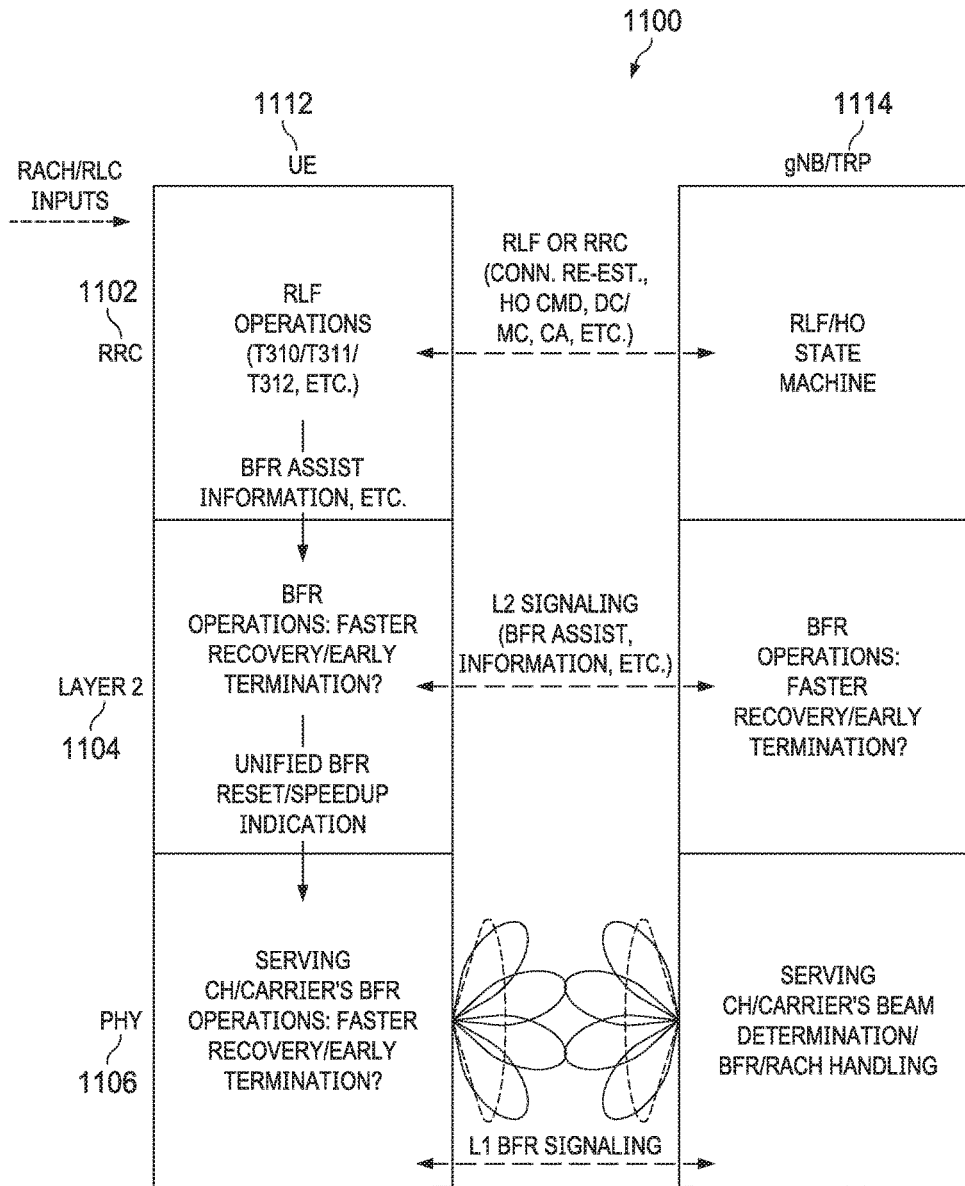 1100
1112
UE
1114
gNB/TRP
RACH/RLC
INPUTS
1102
RRC
RLF
OPERATIONS
(T310/T311/
T312, ETC.)
BFR ASSIST
INFORMATION, ETC.
RLF OR RRC
(CONN. RE-EST.,
HO CMD, DC/
MC, CA, ETC.)
RLF/HO
STATE
MACHINE
LAYER 2
1104
BFR
OPERATIONS: FASTER
RECOVERY/EARLY
TERMINATION?
UNIFIED BFR
RESET/SPEEDUP
INDICATION
L2 SIGNALING
(BFR ASSIST,
INFORMATION, ETC.)
BFR
OPERATIONS:
FASTER
RECOVERY/EARLY
TERMINATION?
PHY
1106
SERVING
CH/CARRIER'S BFR
OPERATIONS: FASTER
RECOVERY/EARLY
TERMINATION?
L1 BFR SIGNALING
SERVING
CH/CARRIER'S BEAM
DETERMINATION/
BFR/RACH HANDLING